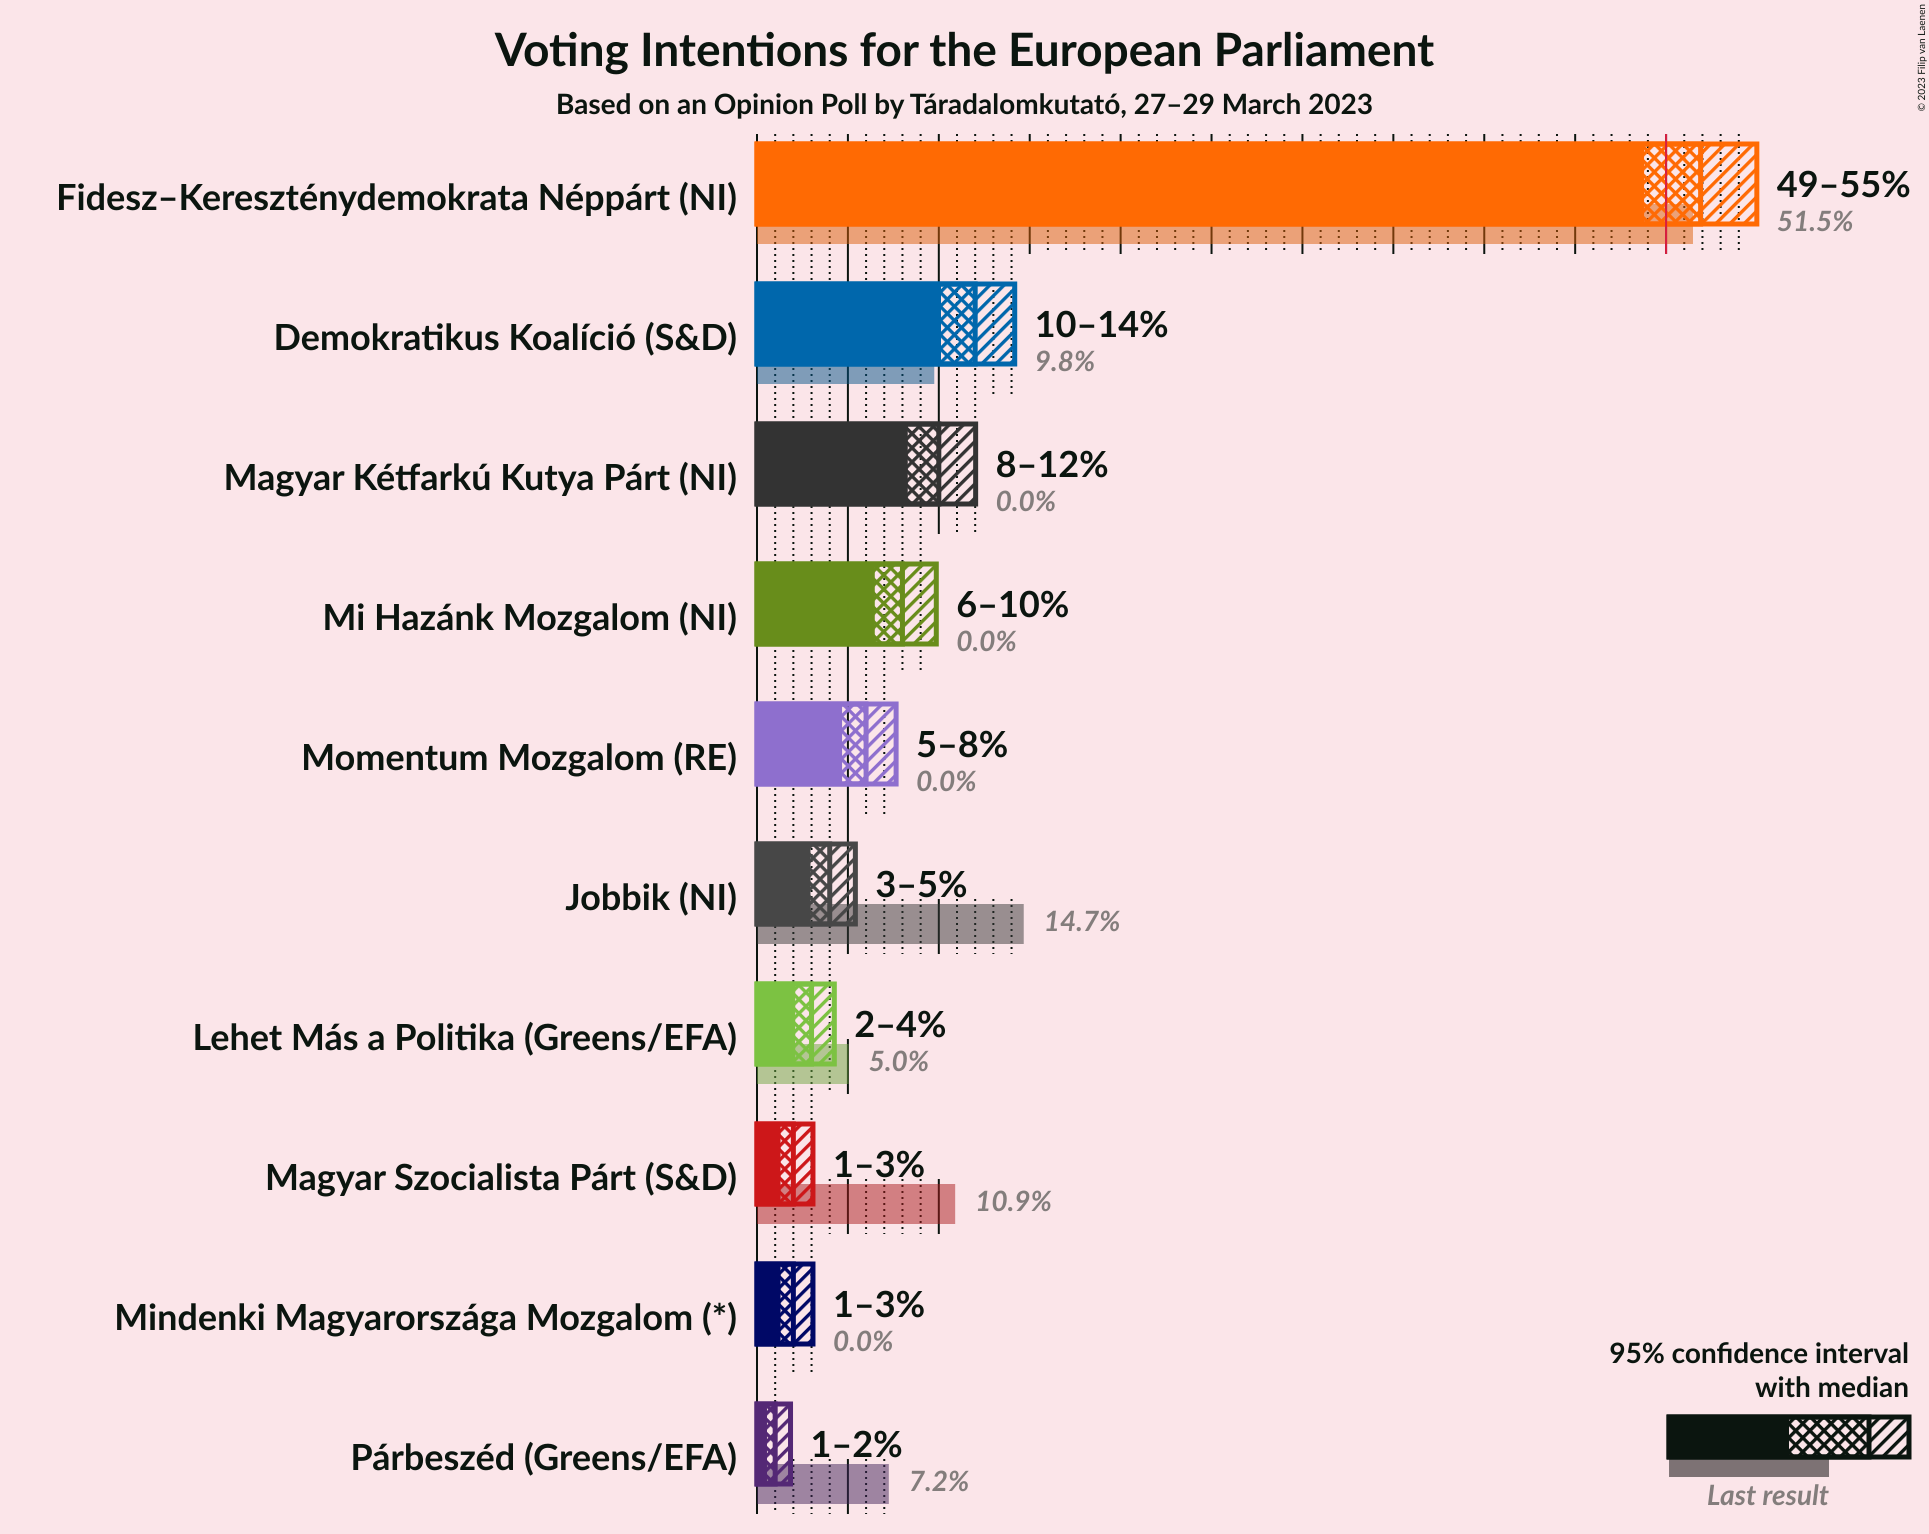 Voting Intentions for the European Parliament
Based on an Opinion Poll by Táradalomkutató, 27–29 March 2023
© 2023 Filip van Laenen
Fidesz–Kereszténydemokrata Néppárt (NI)
49–55%
51.5%
Demokratikus Koalíció (S&D)
10–14%
9.8%
Magyar Kétfarkú Kutya Párt (NI)
8–12%
0.0%
Mi Hazánk Mozgalom (NI)
6–10%
0.0%
Momentum Mozgalom (RE)
5–8%
0.0%
Jobbik (NI)
3–5%
14.7%
Lehet Más a Politika (Greens/EFA)
2–4%
5.0%
Magyar Szocialista Párt (S&D)
1–3%
10.9%
Mindenki Magyarországa Mozgalom (*)
1–3%
0.0%
Párbeszéd (Greens/EFA)
1–2%
7.2%
95% confidence interval
with median
Last result